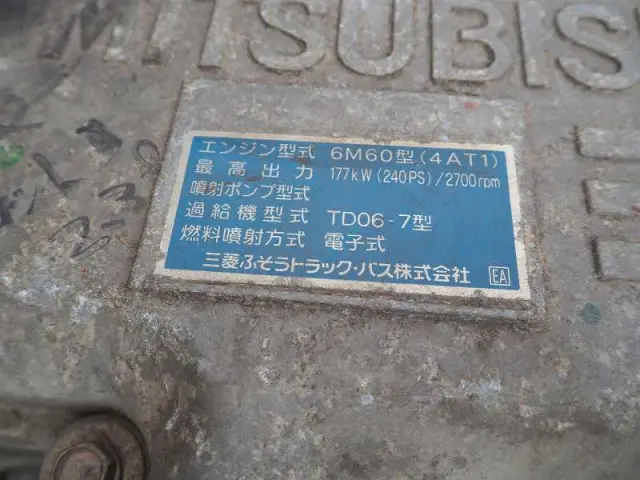 MITSUBIS
エンジン型式 6M60型(4AT1)
最高出力 177kW(240PS)/2700rpm
噴射ポンプ型式
過給機型式 TD06-7型
燃料噴射方式 電子式
三菱ふそうトラック・バス株式会社 EA